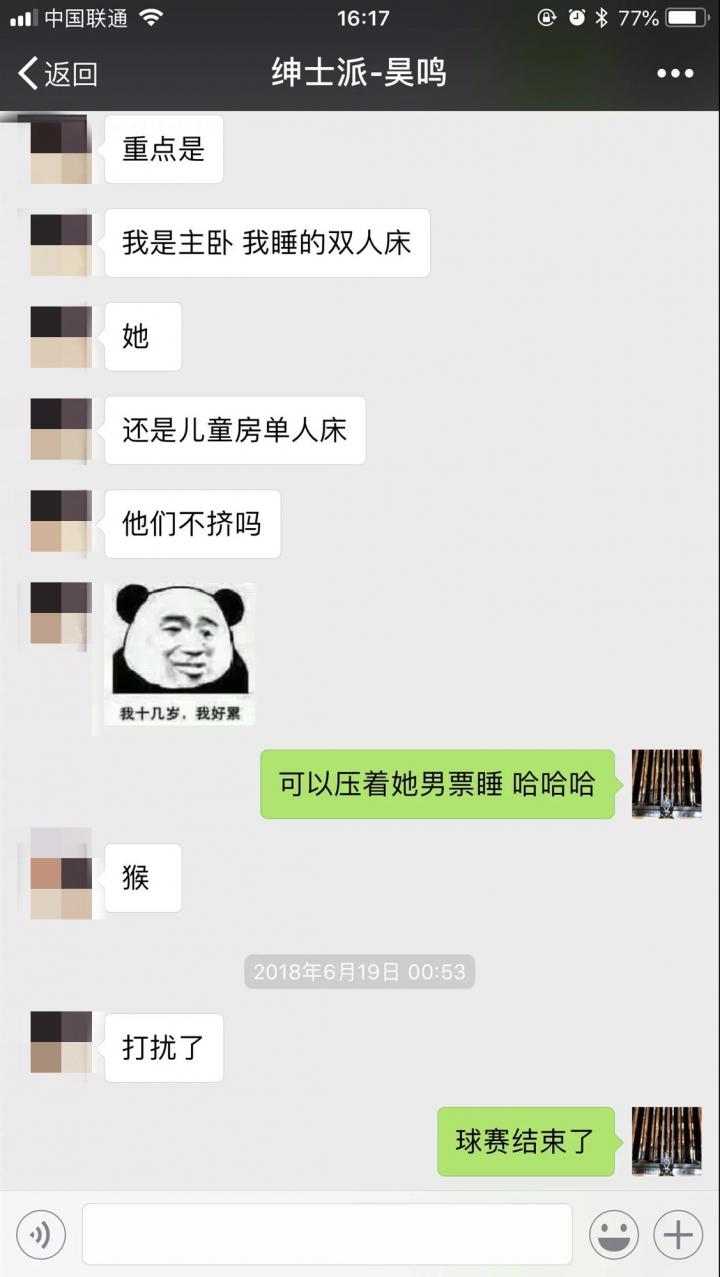 中国联通 16:17 77%
返回 绅士派-昊鸣
重点是
我是主卧 我睡的双人床
她
还是儿童房单人床
他们不挤吗
我十几岁，我好累
可以压着她男票睡 哈哈哈
猴
2018年6月19日 00:53
打扰了
球赛结束了